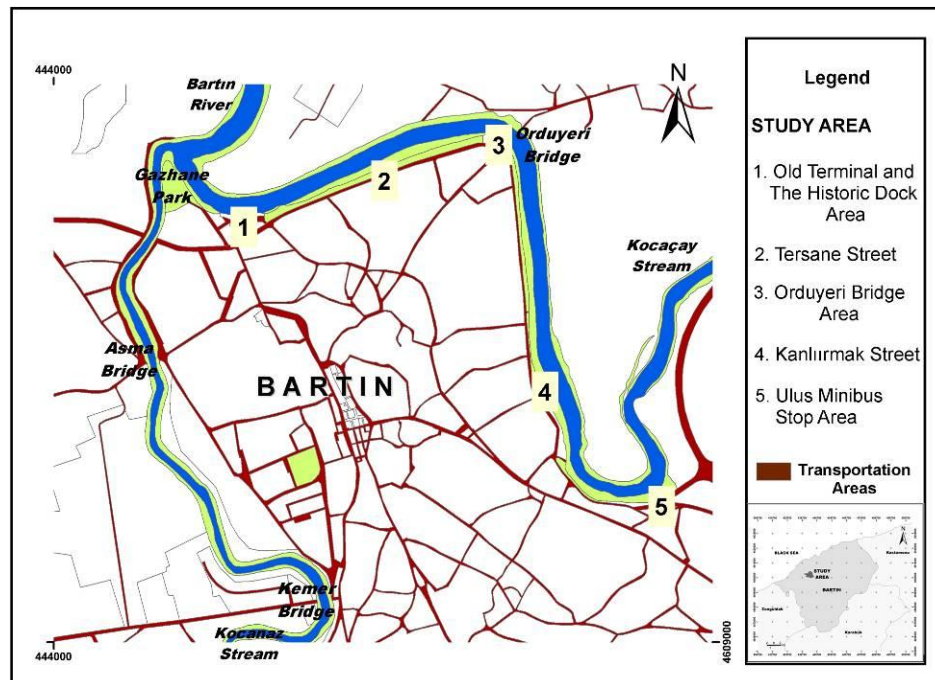 444000
Bartın
River
N
Orduyeri
Bridge
3
Gazhane
Park
2
1
Kocaçay
Stream
Asma
Bridge
BARTIN
4
5
Kemer
Bridge
Kocanaz
Stream
444000
4609000
Legend
STUDY AREA
1. Old Terminal and
The Historic Dock
Area
2. Tersane Street
3. Orduyeri Bridge
Area
4. Kanlıırmak Street
5. Ulus Minibus
Stop Area
Transportation
Areas
N
BLACK SEA
STUDY
AREA
BARTIN